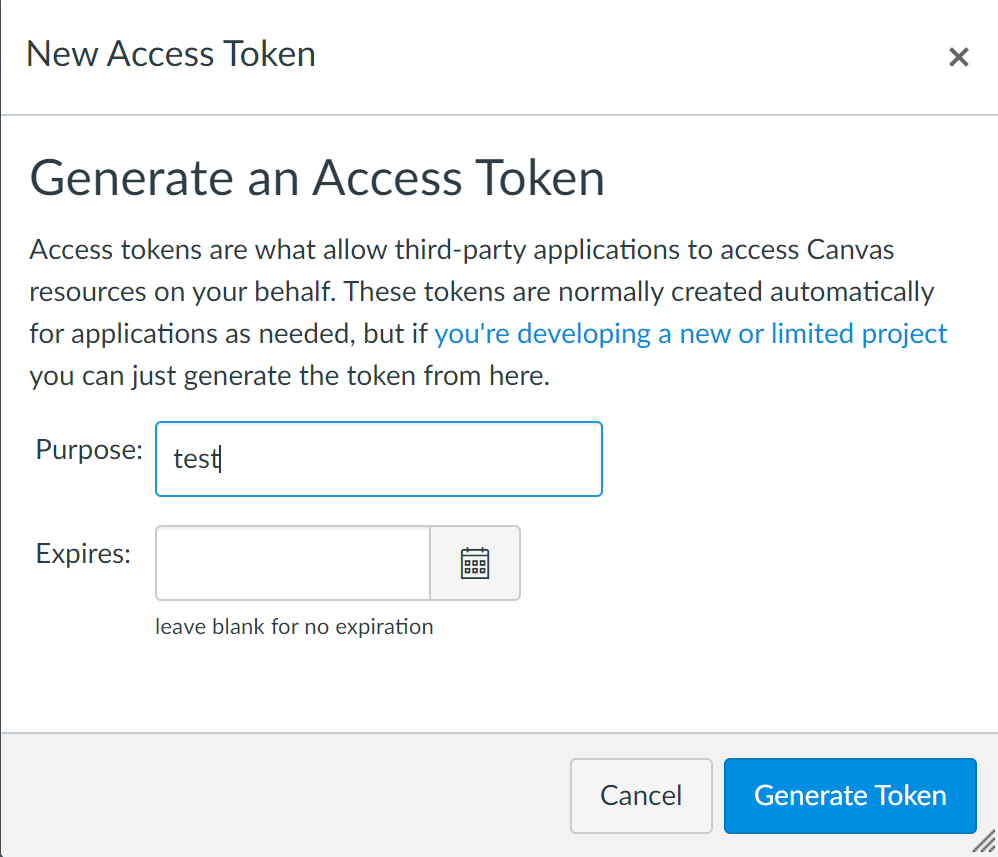 New Access Token
Generate an Access Token
Access tokens are what allow third-party applications to access Canvas
resources on your behalf. These tokens are normally created automatically
for applications as needed, but if you're developing a new or limited project
you can just generate the token from here.
Purpose: test
Expires:
leave blank for no expiration
Cancel Generate Token